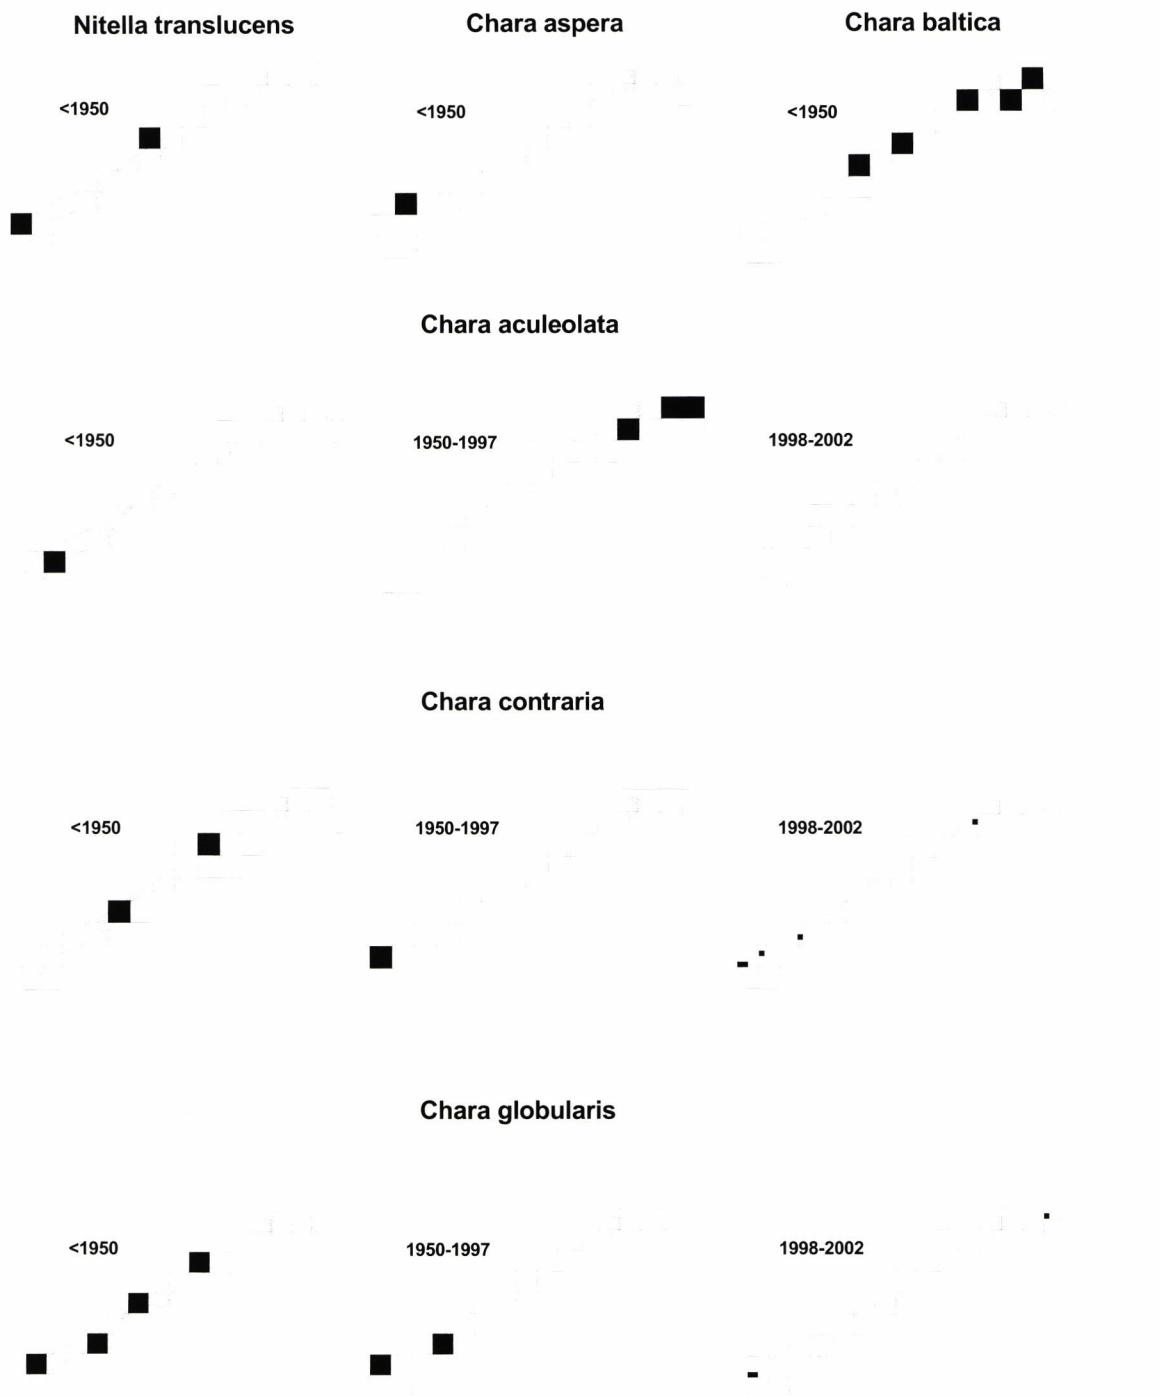 Nitella translucens
Chara aspera
Chara baltica
<1950
<1950
<1950
Chara aculeolata
<1950
1950-1997
1998-2002
Chara contraria
<1950
1950-1997
1998-2002
Chara globularis
<1950
1950-1997
1998-2002